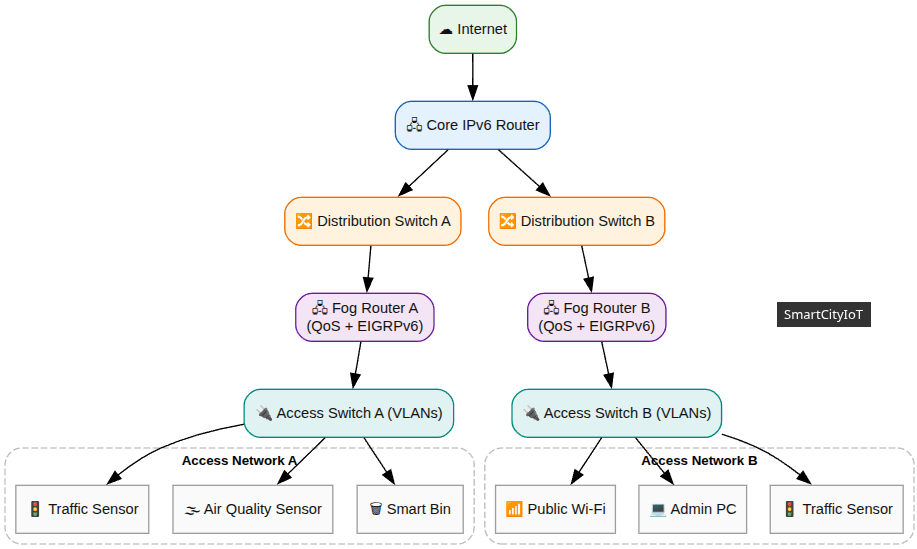 Internet
Core IPv6 Router
Distribution Switch A
Distribution Switch B
Fog Router A
(QoS + EIGRPv6)
Fog Router B
(QoS + EIGRPv6)
SmartCityIoT
Access Switch A (VLANs)
Access Switch B (VLANs)
Access Network A
Access Network B
Traffic Sensor
Air Quality Sensor
Smart Bin
Public Wi-Fi
Admin PC
Traffic Sensor